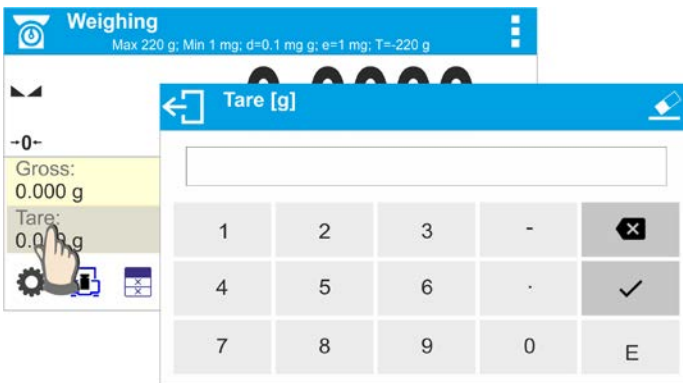 Weighing
Max 220 g; Min 1 mg; d=0.1 mg g; e=1 mg; T=-220 g
→0←
Gross:
0.000 g
Tare:
g
Tare [g]
1 2 3 -
4 5 6 .
7 8 9 0 E